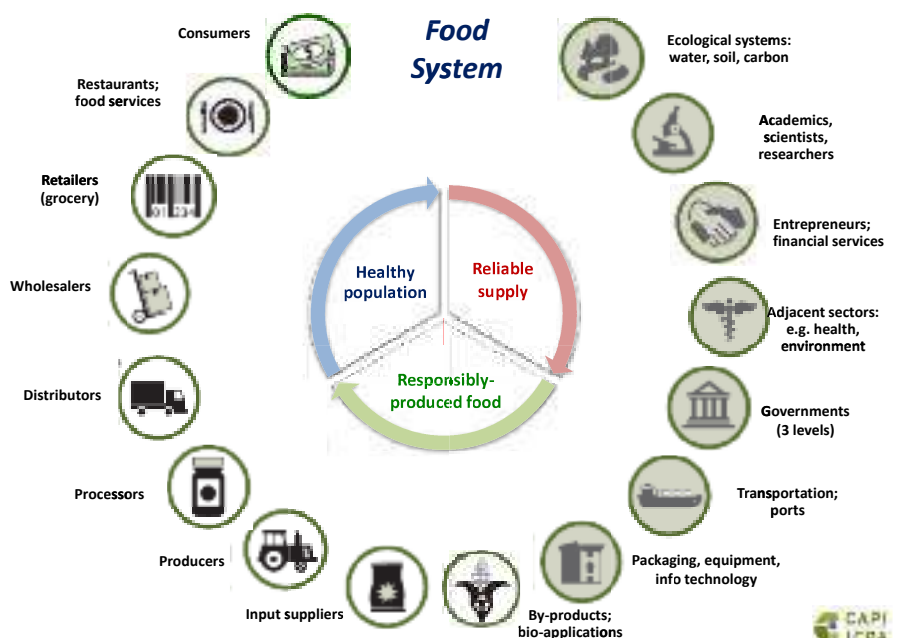 Food
System
Consumers
Restaurants;
food services
Retailers
(grocery)
01 234
Wholesalers
Distributors
Processors
Producers
Input suppliers
By-products;
bio-applications
Packaging, equipment,
info technology
Transportation;
ports
Governments
(3 levels)
Adjacent sectors:
e.g. health,
environment
Entrepreneurs;
financial services
Academics,
scientists,
researchers
Ecological systems:
water, soil, carbon
Healthy
population
Reliable
supply
Responsibly-
produced food
CAPI